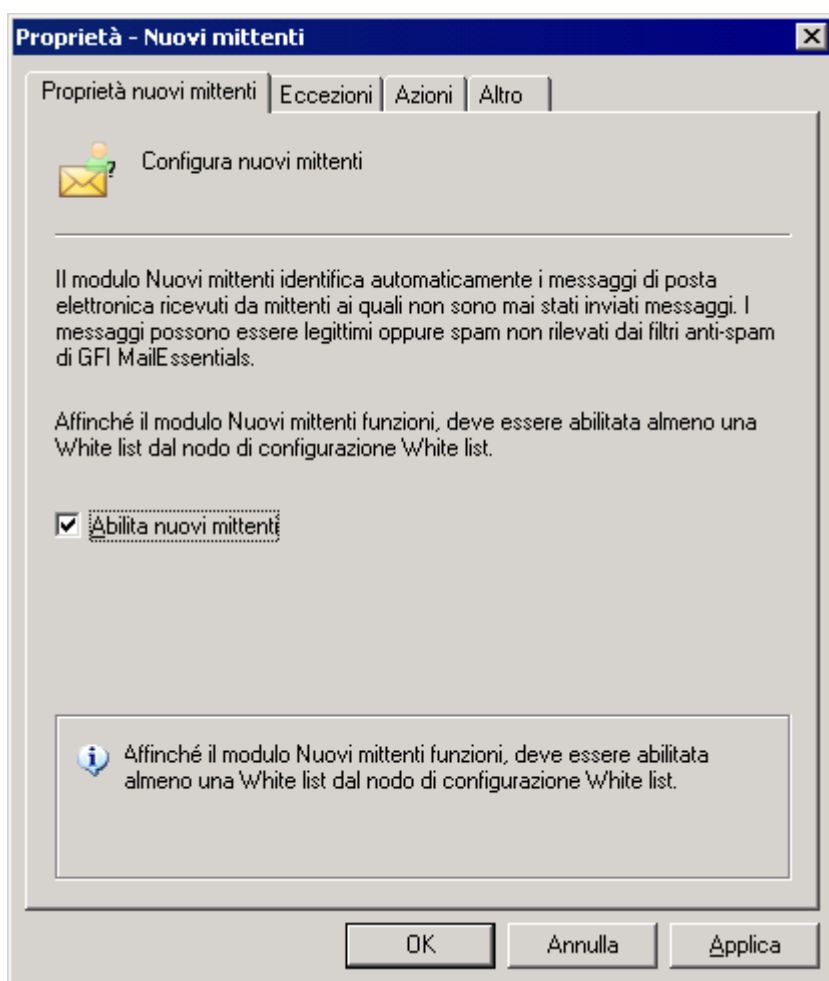 Proprietà - Nuovi mittenti
Proprietà nuovi mittenti Eccezioni Azioni Altro
Configura nuovi mittenti
Il modulo Nuovi mittenti identifica automaticamente i messaggi di posta
elettronica ricevuti da mittenti ai quali non sono mai stati inviati messaggi. I
messaggi possono essere legittimi oppure spam non rilevati dai filtri anti-spam
di GFI MailEssentials.
Affinché il modulo Nuovi mittenti funzioni, deve essere abilitata almeno una
White list dal nodo di configurazione White list.
Abilita nuovi mittenti
Affinché il modulo Nuovi mittenti funzioni, deve essere abilitata
almeno una White list dal nodo di configurazione White list.
OK Annulla Applica